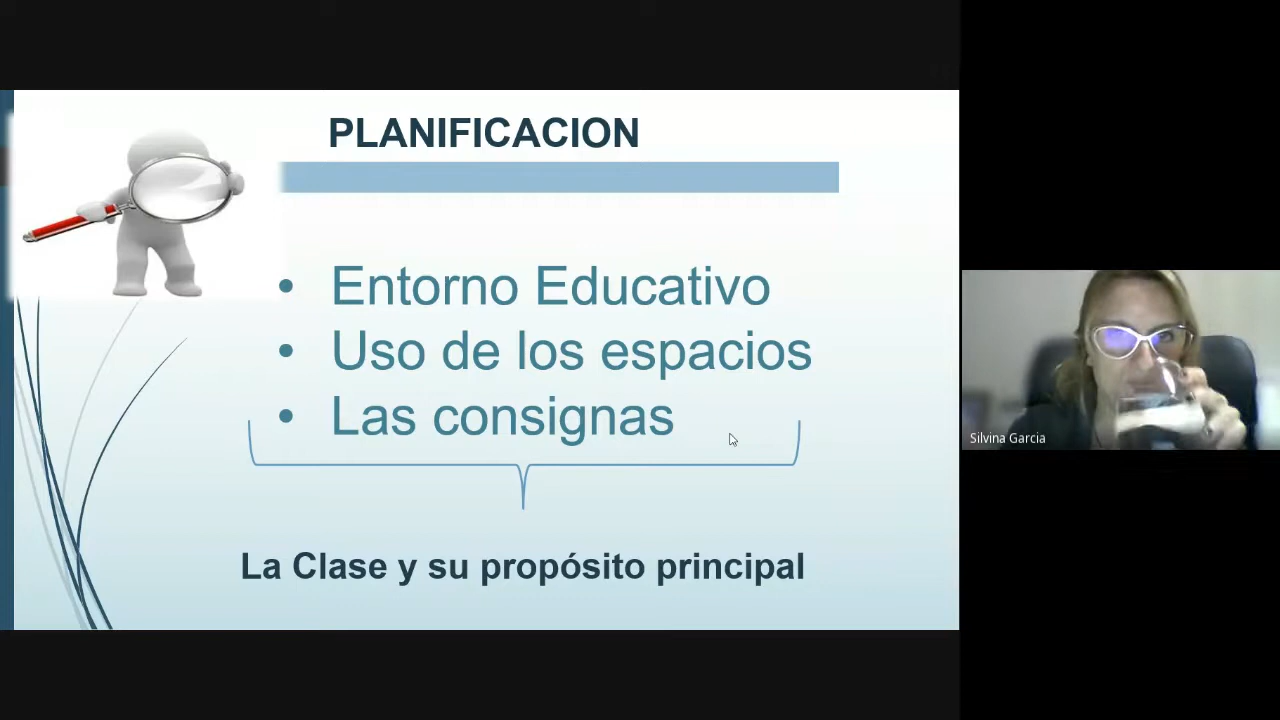 PLANIFICACION
• Entorno Educativo
• Uso de los espacios
• Las consignas
La Clase y su propósito principal
Silvina Garcia